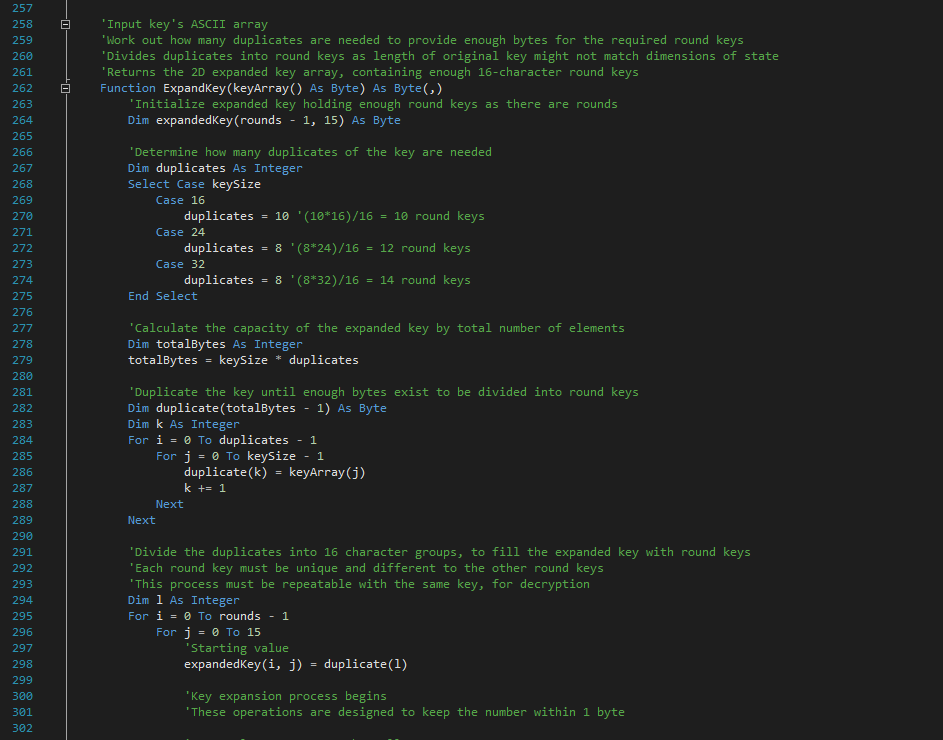 257
258 'Input key's ASCII array
259 'Work out how many duplicates are needed to provide enough bytes for the required round keys
260 'Divides duplicates into round keys as length of original key might not match dimensions of state
261 'Returns the 2D expanded key array, containing enough 16-character round keys
262 Function ExpandKey(keyArray() As Byte) As Byte(,)
263 'Initialize expanded key holding enough round keys as there are rounds
264 Dim expandedKey(rounds - 1, 15) As Byte
265
266 'Determine how many duplicates of the key are needed
267 Dim duplicates As Integer
268 Select Case keySize
269 Case 16
270 duplicates = 10 '(10*16)/16 = 10 round keys
271 Case 24
272 duplicates = 8 '(8*24)/16 = 12 round keys
273 Case 32
274 duplicates = 8 '(8*32)/16 = 14 round keys
275 End Select
276
277 'Calculate the capacity of the expanded key by total number of elements
278 Dim totalBytes As Integer
279 totalBytes = keySize * duplicates
280
281 'Duplicate the key until enough bytes exist to be divided into round keys
282 Dim duplicate(totalBytes - 1) As Byte
283 Dim k As Integer
284 For i = 0 To duplicates - 1
285 For j = 0 To keySize - 1
286 duplicate(k) = keyArray(j)
287 k += 1
288 Next
289 Next
290
291 'Divide the duplicates into 16 character groups, to fill the expanded key with round keys
292 'Each round key must be unique and different to the other round keys
293 'This process must be repeatable with the same key, for decryption
294 Dim l As Integer
295 For i = 0 To rounds - 1
296 For j = 0 To 15
297 'Starting value
298 expandedKey(i, j) = duplicate(l)
299
300 'Key expansion process begins
301 'These operations are designed to keep the number within 1 byte
302